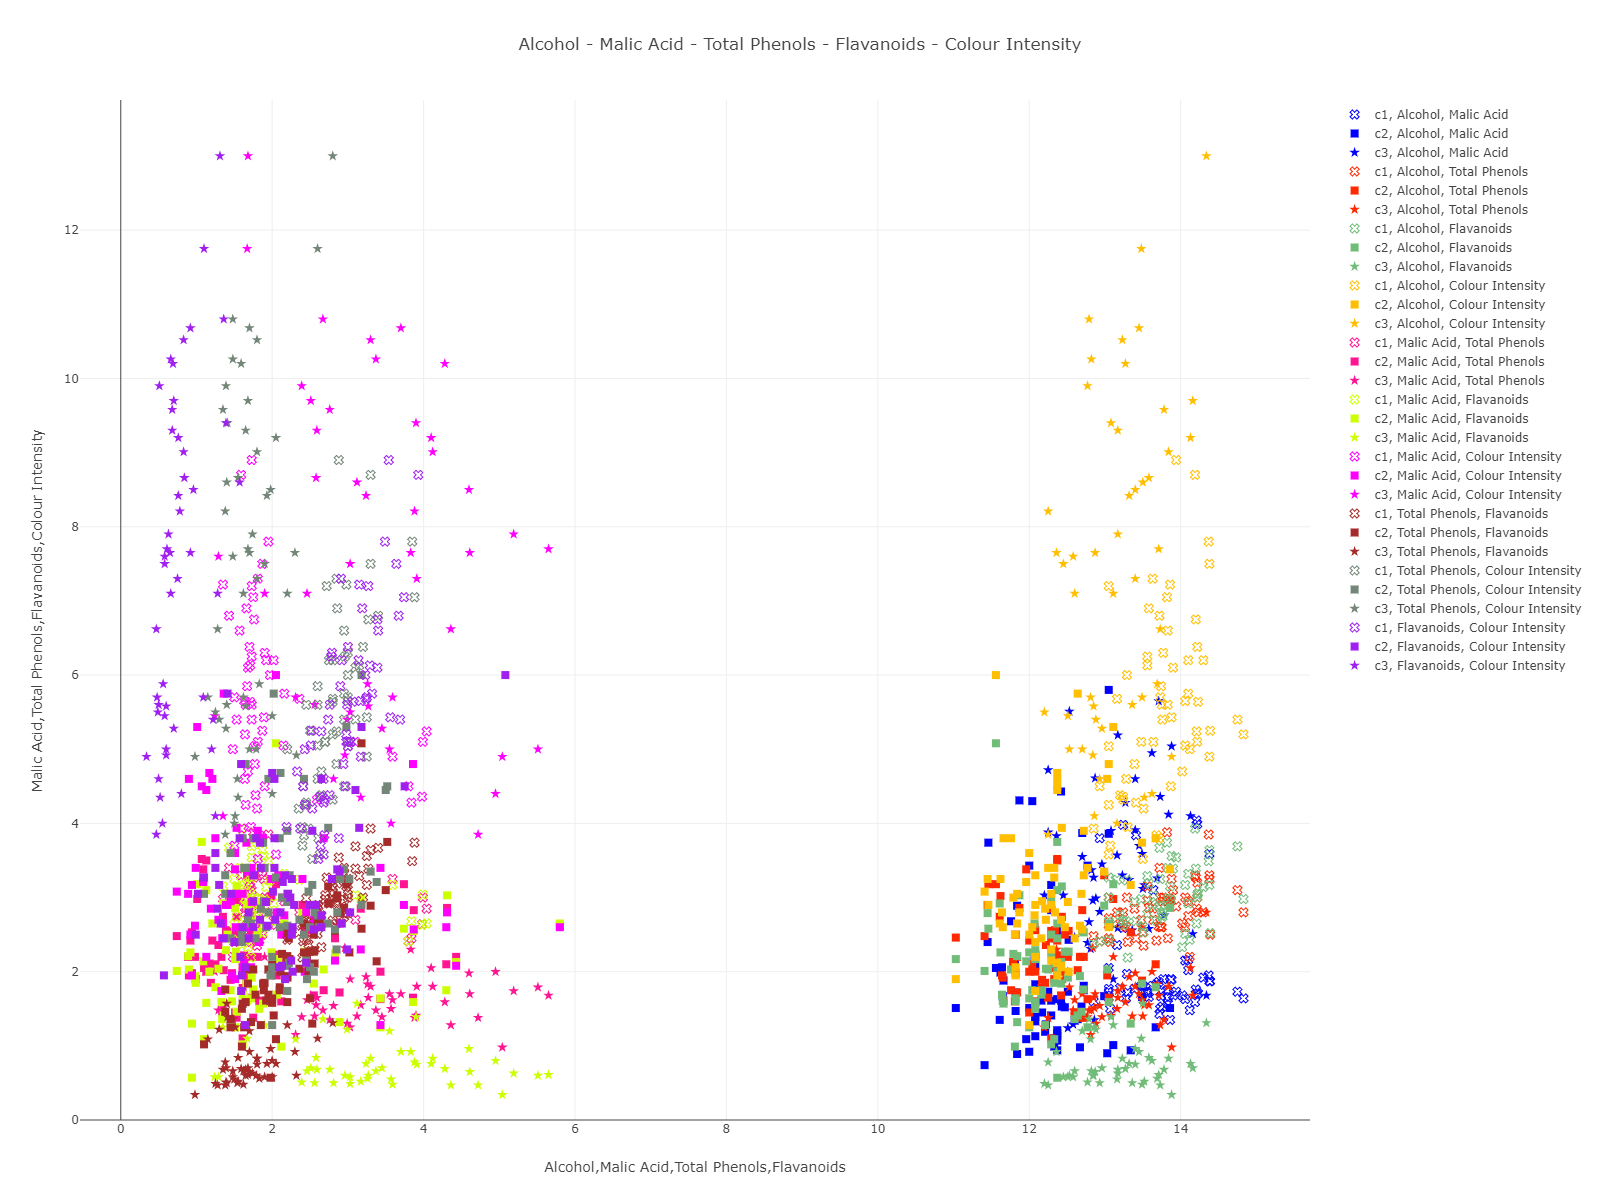 Alcohol - Malic Acid - Total Phenols - Flavanoids - Colour Intensity
Malic Acid,Total Phenols,Flavanoids,Colour Intensity
12
10
8
6
4
2
0
0 2 4 6 8 10 12 14
Alcohol,Malic Acid,Total Phenols,Flavanoids
c1, Alcohol, Malic Acid
c2, Alcohol, Malic Acid
c3, Alcohol, Malic Acid
c1, Alcohol, Total Phenols
c2, Alcohol, Total Phenols
c3, Alcohol, Total Phenols
c1, Alcohol, Flavanoids
c2, Alcohol, Flavanoids
c3, Alcohol, Flavanoids
c1, Alcohol, Colour Intensity
c2, Alcohol, Colour Intensity
c3, Alcohol, Colour Intensity
c1, Malic Acid, Total Phenols
c2, Malic Acid, Total Phenols
c3, Malic Acid, Total Phenols
c1, Malic Acid, Flavanoids
c2, Malic Acid, Flavanoids
c3, Malic Acid, Flavanoids
c1, Malic Acid, Colour Intensity
c2, Malic Acid, Colour Intensity
c3, Malic Acid, Colour Intensity
c1, Total Phenols, Flavanoids
c2, Total Phenols, Flavanoids
c3, Total Phenols, Flavanoids
c1, Total Phenols, Colour Intensity
c2, Total Phenols, Colour Intensity
c3, Total Phenols, Colour Intensity
c1, Flavanoids, Colour Intensity
c2, Flavanoids, Colour Intensity
c3, Flavanoids, Colour Intensity